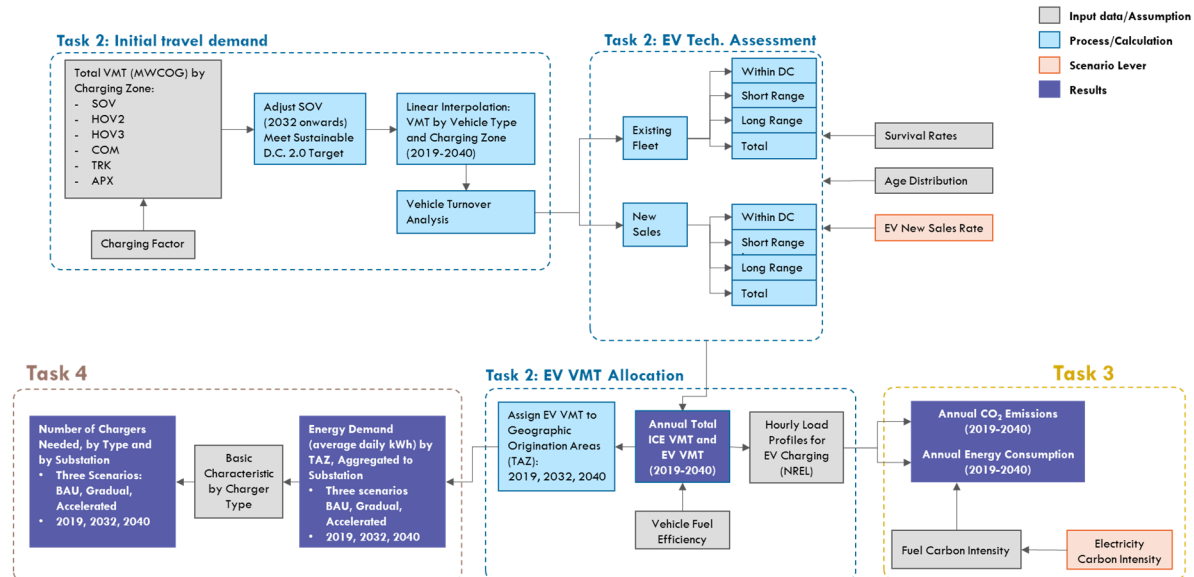 Input data/Assumption
Process/Calculation
Scenario Lever
Results
Task 2: Initial travel demand
Total VMT (MWCOG) by
Charging Zone:
- SOV
- HOV2
- HOV3
- COM
- TRK
- APX
Charging Factor
Adjust SOV
(2032 onwards)
Meet Sustainable
D.C. 2.0 Target
Linear Interpolation:
VMT by Vehicle Type
and Charging Zone
(2019-2040)
Vehicle Turnover
Analysis
Task 2: EV Tech. Assessment
Existing
Fleet
Within DC
Short Range
Long Range
Total
New
Sales
Within DC
Short Range
Long Range
Total
Survival Rates
Age Distribution
EV New Sales Rate
Task 4
Number of Chargers
Needed, by Type and
by Substation
• Three Scenarios:
BAU, Gradual,
Accelerated
• 2019, 2032, 2040
Basic
Characteristic
by Charger
Type
Energy Demand
(average daily kWh) by
TAZ, Aggregated to
Substation
• Three scenarios
BAU, Gradual,
Accelerated
• 2019, 2032, 2040
Task 2: EV VMT Allocation
Assign EV VMT to
Geographic
Origination Areas
(TAZ):
2019, 2032, 2040
Annual Total
ICE VMT and
EV VMT
(2019-2040)
Hourly Load
Profiles for
EV Charging
(NREL)
Vehicle Fuel
Efficiency
Task 3
Annual CO₂ Emissions
(2019-2040)
Annual Energy Consumption
(2019-2040)
Fuel Carbon Intensity
Electricity
Carbon Intensity